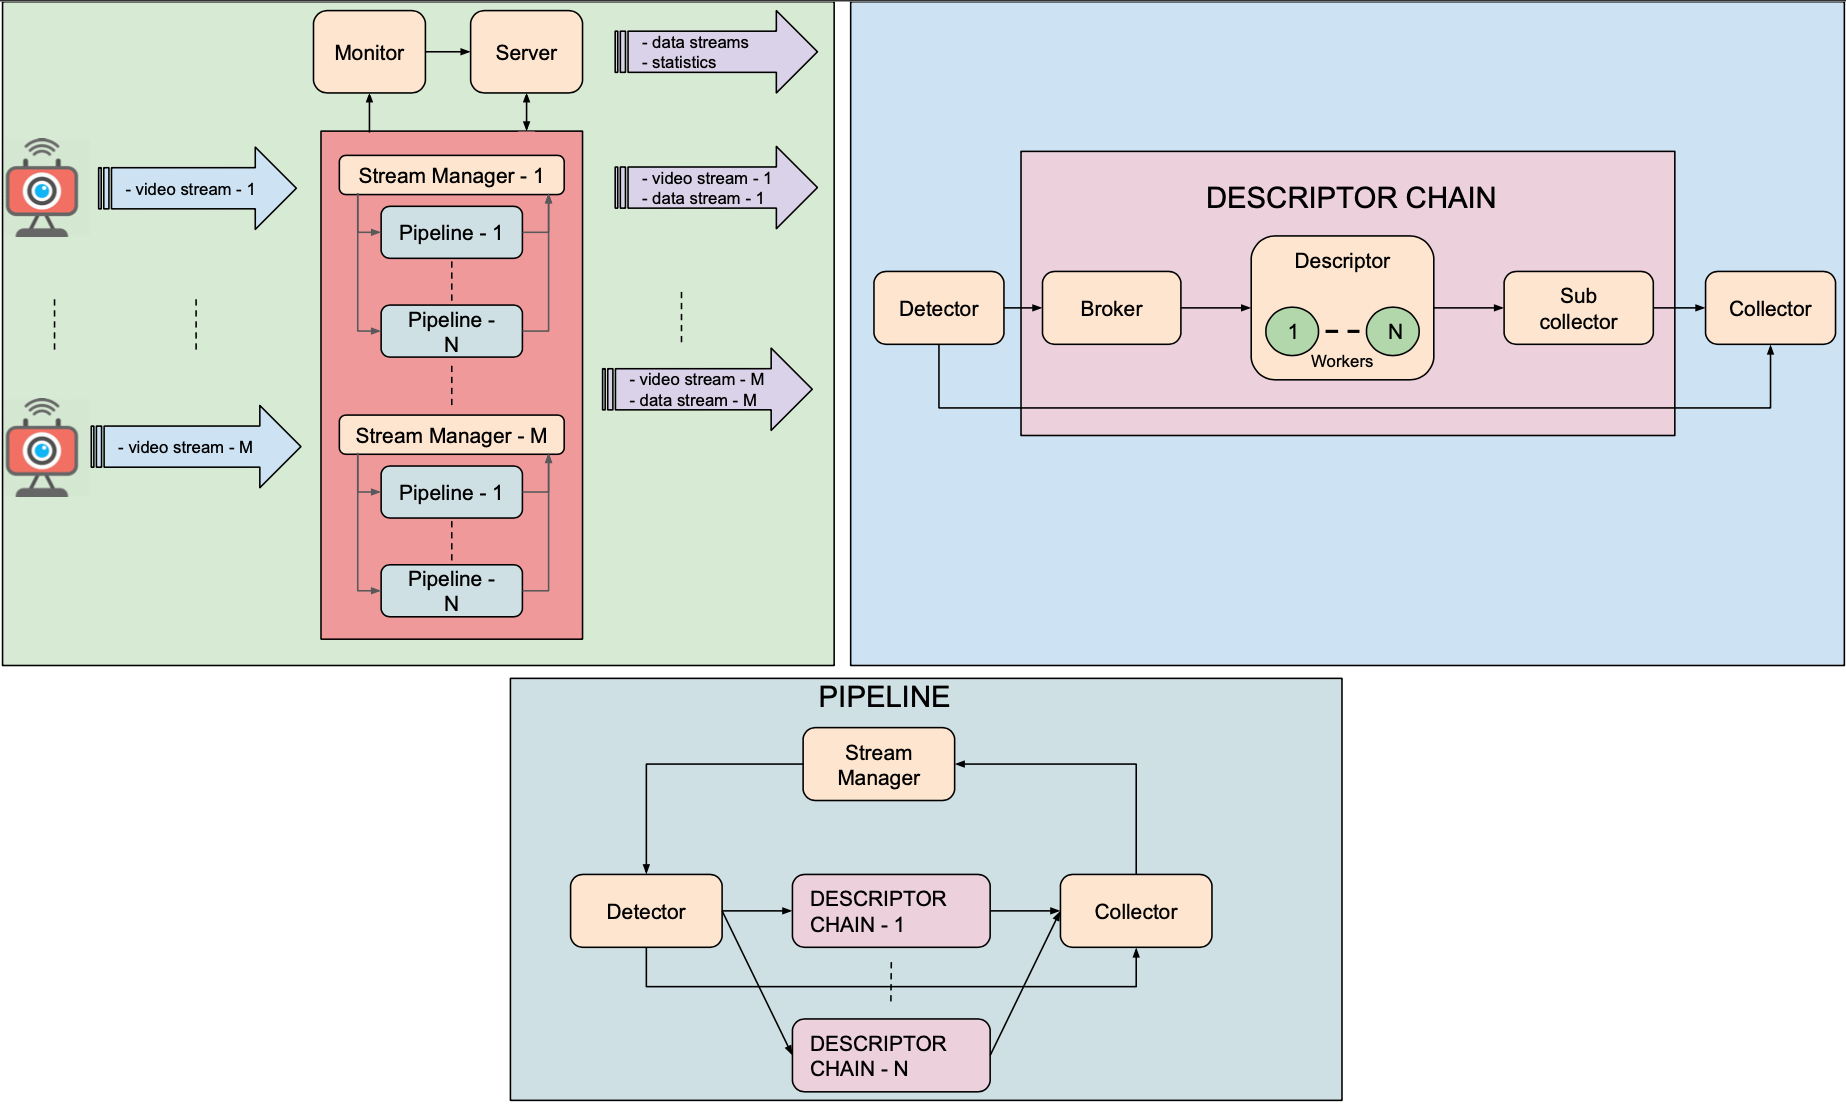 Monitor
Server
- data streams
- statistics
- video stream - 1
Stream Manager - 1
Pipeline - 1
Pipeline -
N
- video stream - 1
- data stream - 1
- video stream - M
- data stream - M
- video stream - M
Stream Manager - M
Pipeline - 1
Pipeline -
N
DESCRIPTOR CHAIN
Detector
Broker
Descriptor
1
N
Workers
Sub
collector
Collector
PIPELINE
Stream
Manager
Detector
DESCRIPTOR
CHAIN - 1
Collector
DESCRIPTOR
CHAIN - N